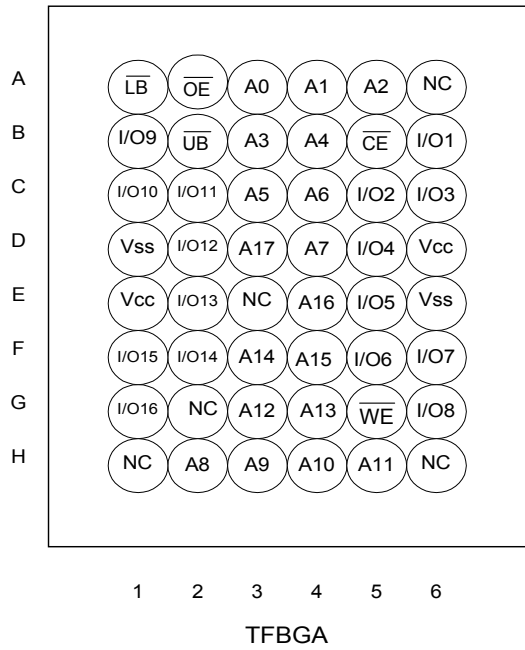 A LB OE A0 A1 A2 NC
B I/O9 UB A3 A4 CE I/O1
C I/O10 I/O11 A5 A6 I/O2 I/O3
D Vss I/O12 A17 A7 I/O4 Vcc
E Vcc I/O13 NC A16 I/O5 Vss
F I/O15 I/O14 A14 A15 I/O6 I/O7
G I/O16 NC A12 A13 WE I/O8
H NC A8 A9 A10 A11 NC
1 2 3 4 5 6
TFBGA